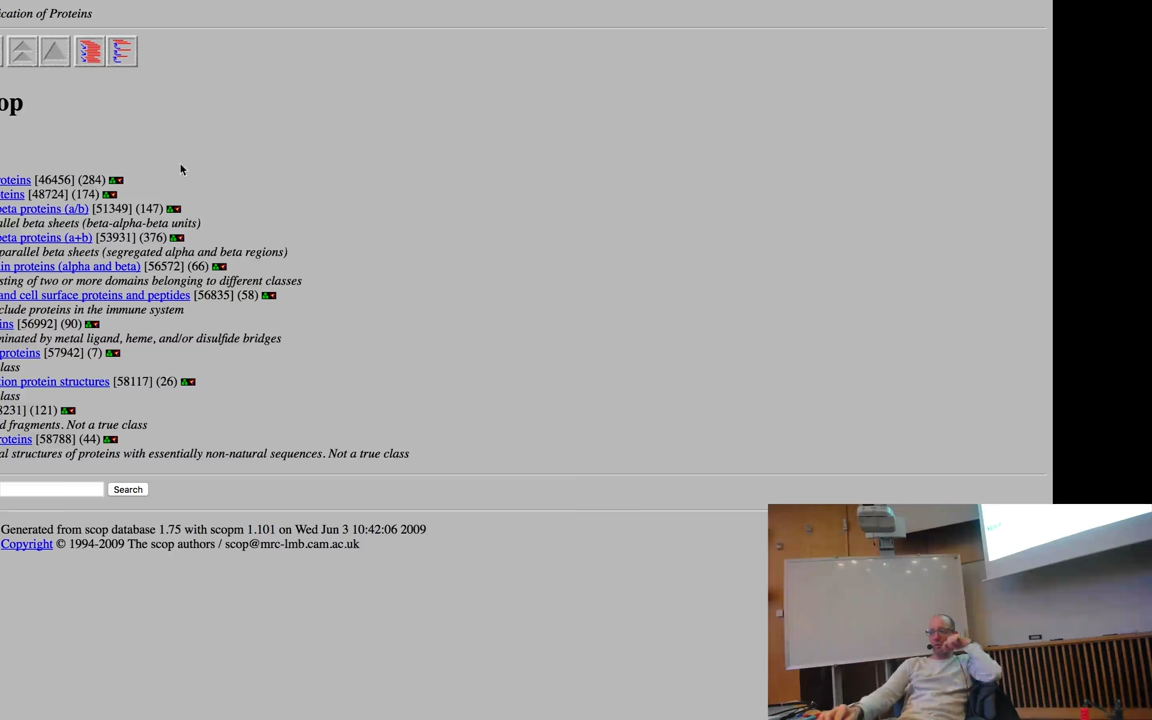 ication of Proteins
op
roteins [46456] (284)
teins [48724] (174)
beta proteins (a/b) [51349] (147)
allel beta sheets (beta-alpha-beta units)
beta proteins (a+b) [53931] (376)
parallel beta sheets (segregated alpha and beta regions)
in proteins (alpha and beta) [56572] (66)
sting of two or more domains belonging to different classes
and cell surface proteins and peptides [56835] (58)
clude proteins in the immune system
ins [56992] (90)
minated by metal ligand, heme, and/or disulfide bridges
proteins [57942] (7)
lass
tion protein structures [58117] (26)
lass
8231] (121)
d fragments. Not a true class
roteins [58788] (44)
al structures of proteins with essentially non-natural sequences. Not a true class
Search
Generated from scop database 1.75 with scopm 1.101 on Wed Jun 3 10:42:06 2009
Copyright © 1994-2009 The scop authors / scop@mrc-lmb.cam.ac.uk